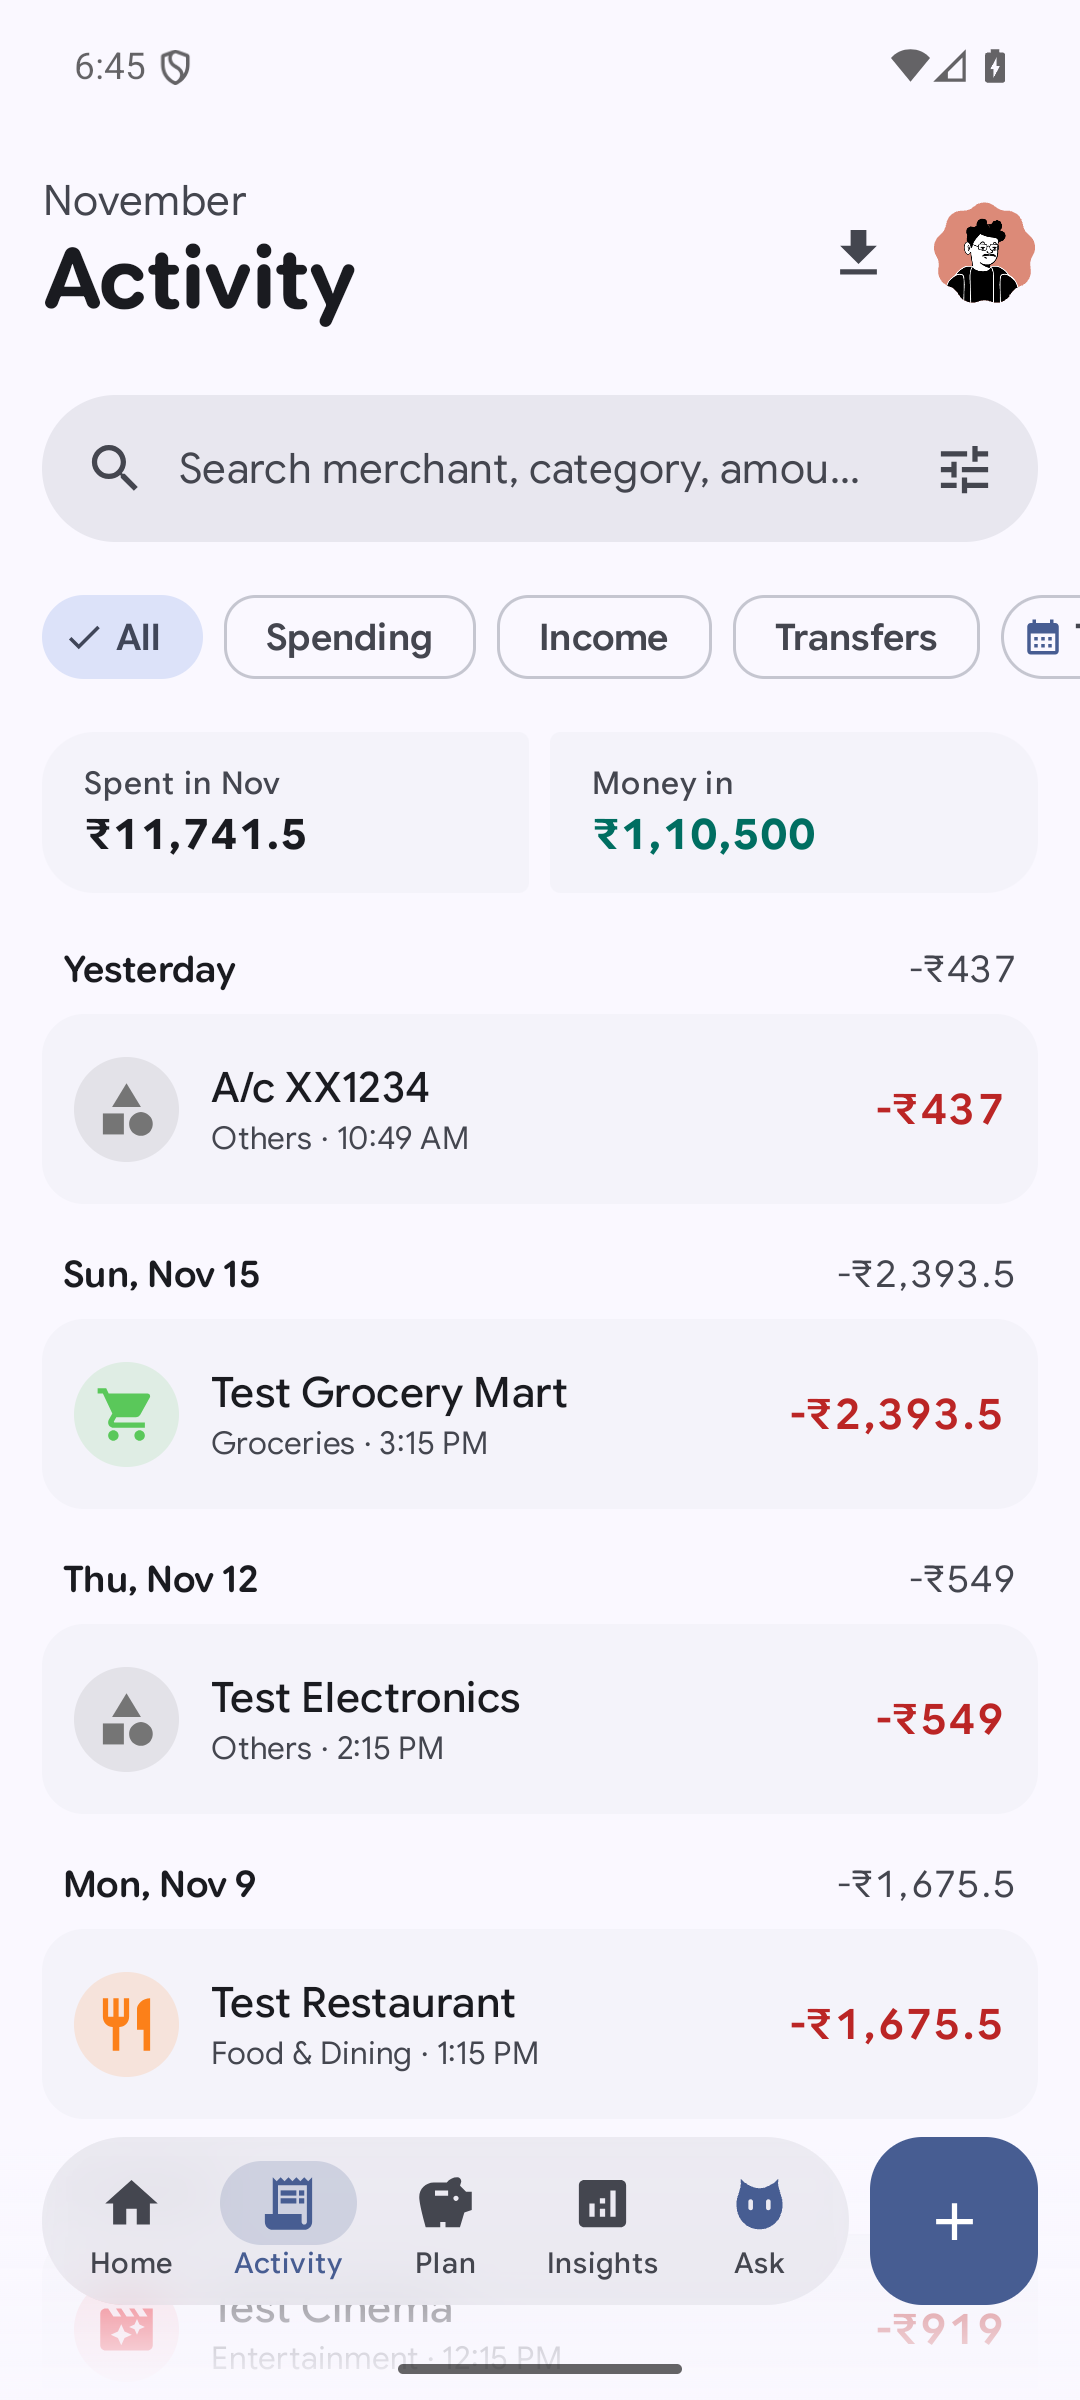 6:45
November
Activity
Search merchant, category, amou...
All
Spending
Income
Transfers
Spent in Nov
₹11,741.5
Money in
₹1,10,500
Yesterday
-₹437
A/c XX1234
Others · 10:49 AM
-₹437
Sun, Nov 15
-₹2,393.5
Test Grocery Mart
Groceries · 3:15 PM
-₹2,393.5
Thu, Nov 12
-₹549
Test Electronics
Others · 2:15 PM
-₹549
Mon, Nov 9
-₹1,675.5
Test Restaurant
Food & Dining · 1:15 PM
-₹1,675.5
Home
Activity
Plan
Insights
Ask
+
Test Cinema
-₹919
Entertainment · 12:15 PM